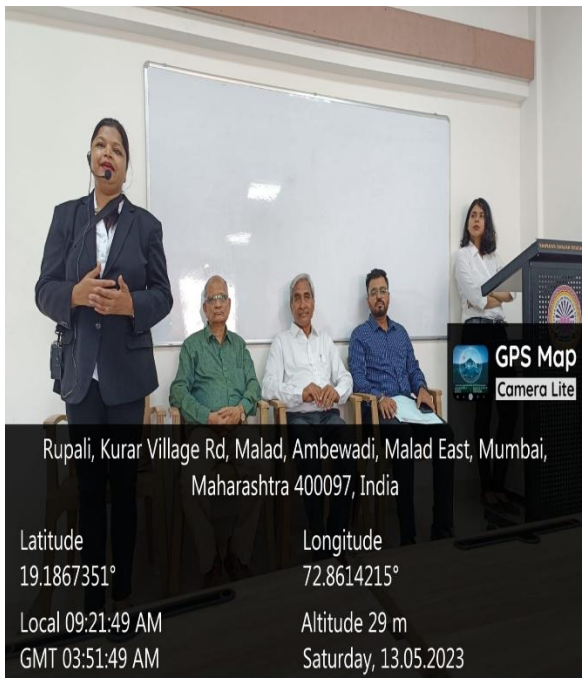 GPS Map
Camera Lite
Rupali, Kurar Village Rd, Malad, Ambewadi, Malad East, Mumbai,
Maharashtra 400097, India
Latitude
19.1867351°
Longitude
72.8614215°
Local 09:21:49 AM
GMT 03:51:49 AM
Altitude 29 m
Saturday, 13.05.2023